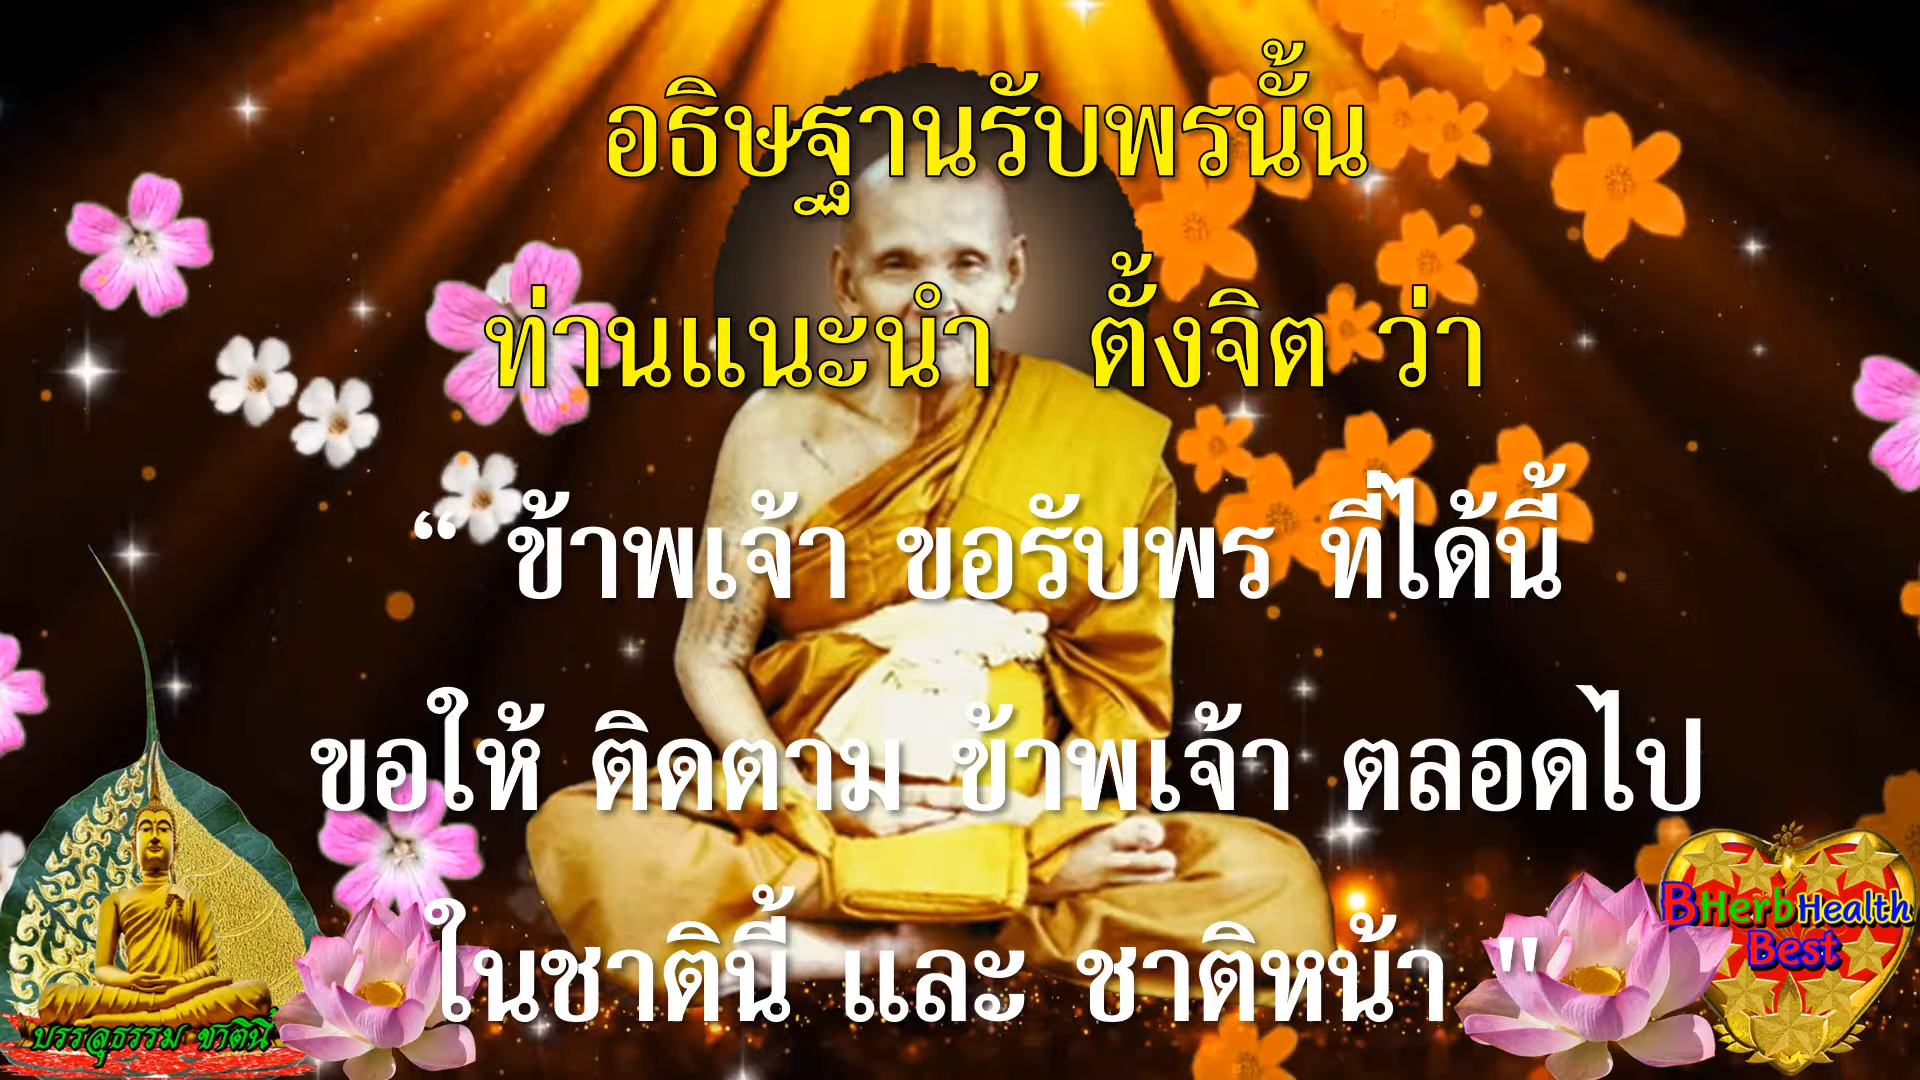 อธิษฐานรับพรนั้น
ท่านแนะนำ ตั้งจิต ว่า
“ ข้าพเจ้า ขอรับพร ที่ได้นี้
ขอให้ ติดตาม ข้าพเจ้า ตลอดไป
ในชาตินี้ และ ชาติหน้า "
บรรลุธรรม ชาตินี้
BHerbHealth
Best